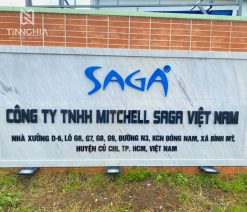 TINNGHIA
SAGA
CÔNG TY TNHH MITCHELL SAGA VIỆT NAM
NHÀ XƯỞNG D-6, LÔ G6, G7, G8, G9, ĐƯỜNG N3, KCN ĐÔNG NAM, XÃ BÌNH MỸ,
HUYỆN CỦ CHI, TP. HCM, VIỆT NAM